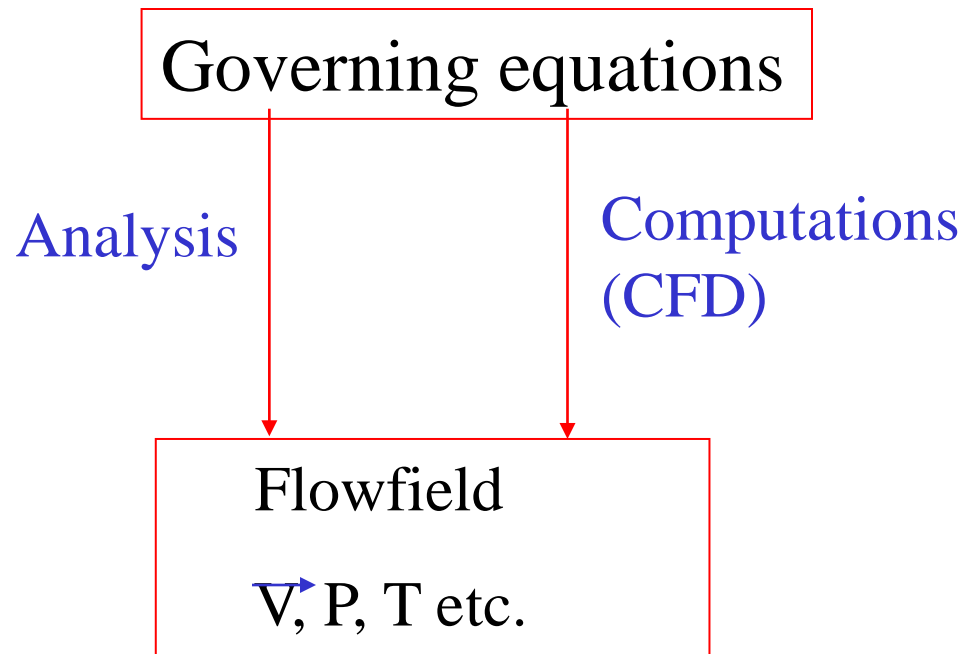 Governing equations
Analysis
Computations
(CFD)
Flowfield
V, P, T etc.